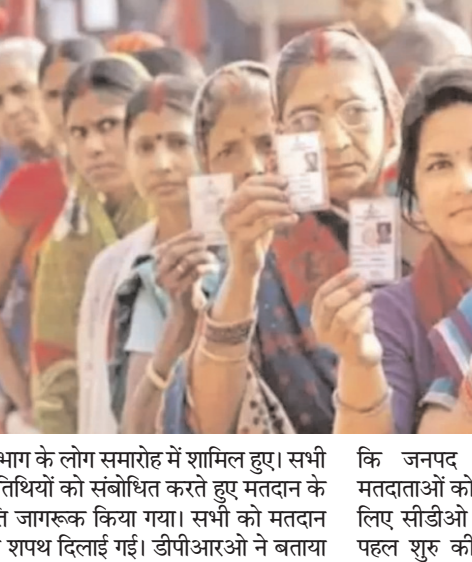 भाग के लोग समारोह में शामिल हुए। सभी
तिथियों को संबोधित करते हुए मतदान के
ति जागरूक किया गया। सभी को मतदान
शपथ दिलाई गई। डीपीआरओ ने बताया
कि जनपद
मतदाताओं को
लिए सीडीओ
पहल शुरु की